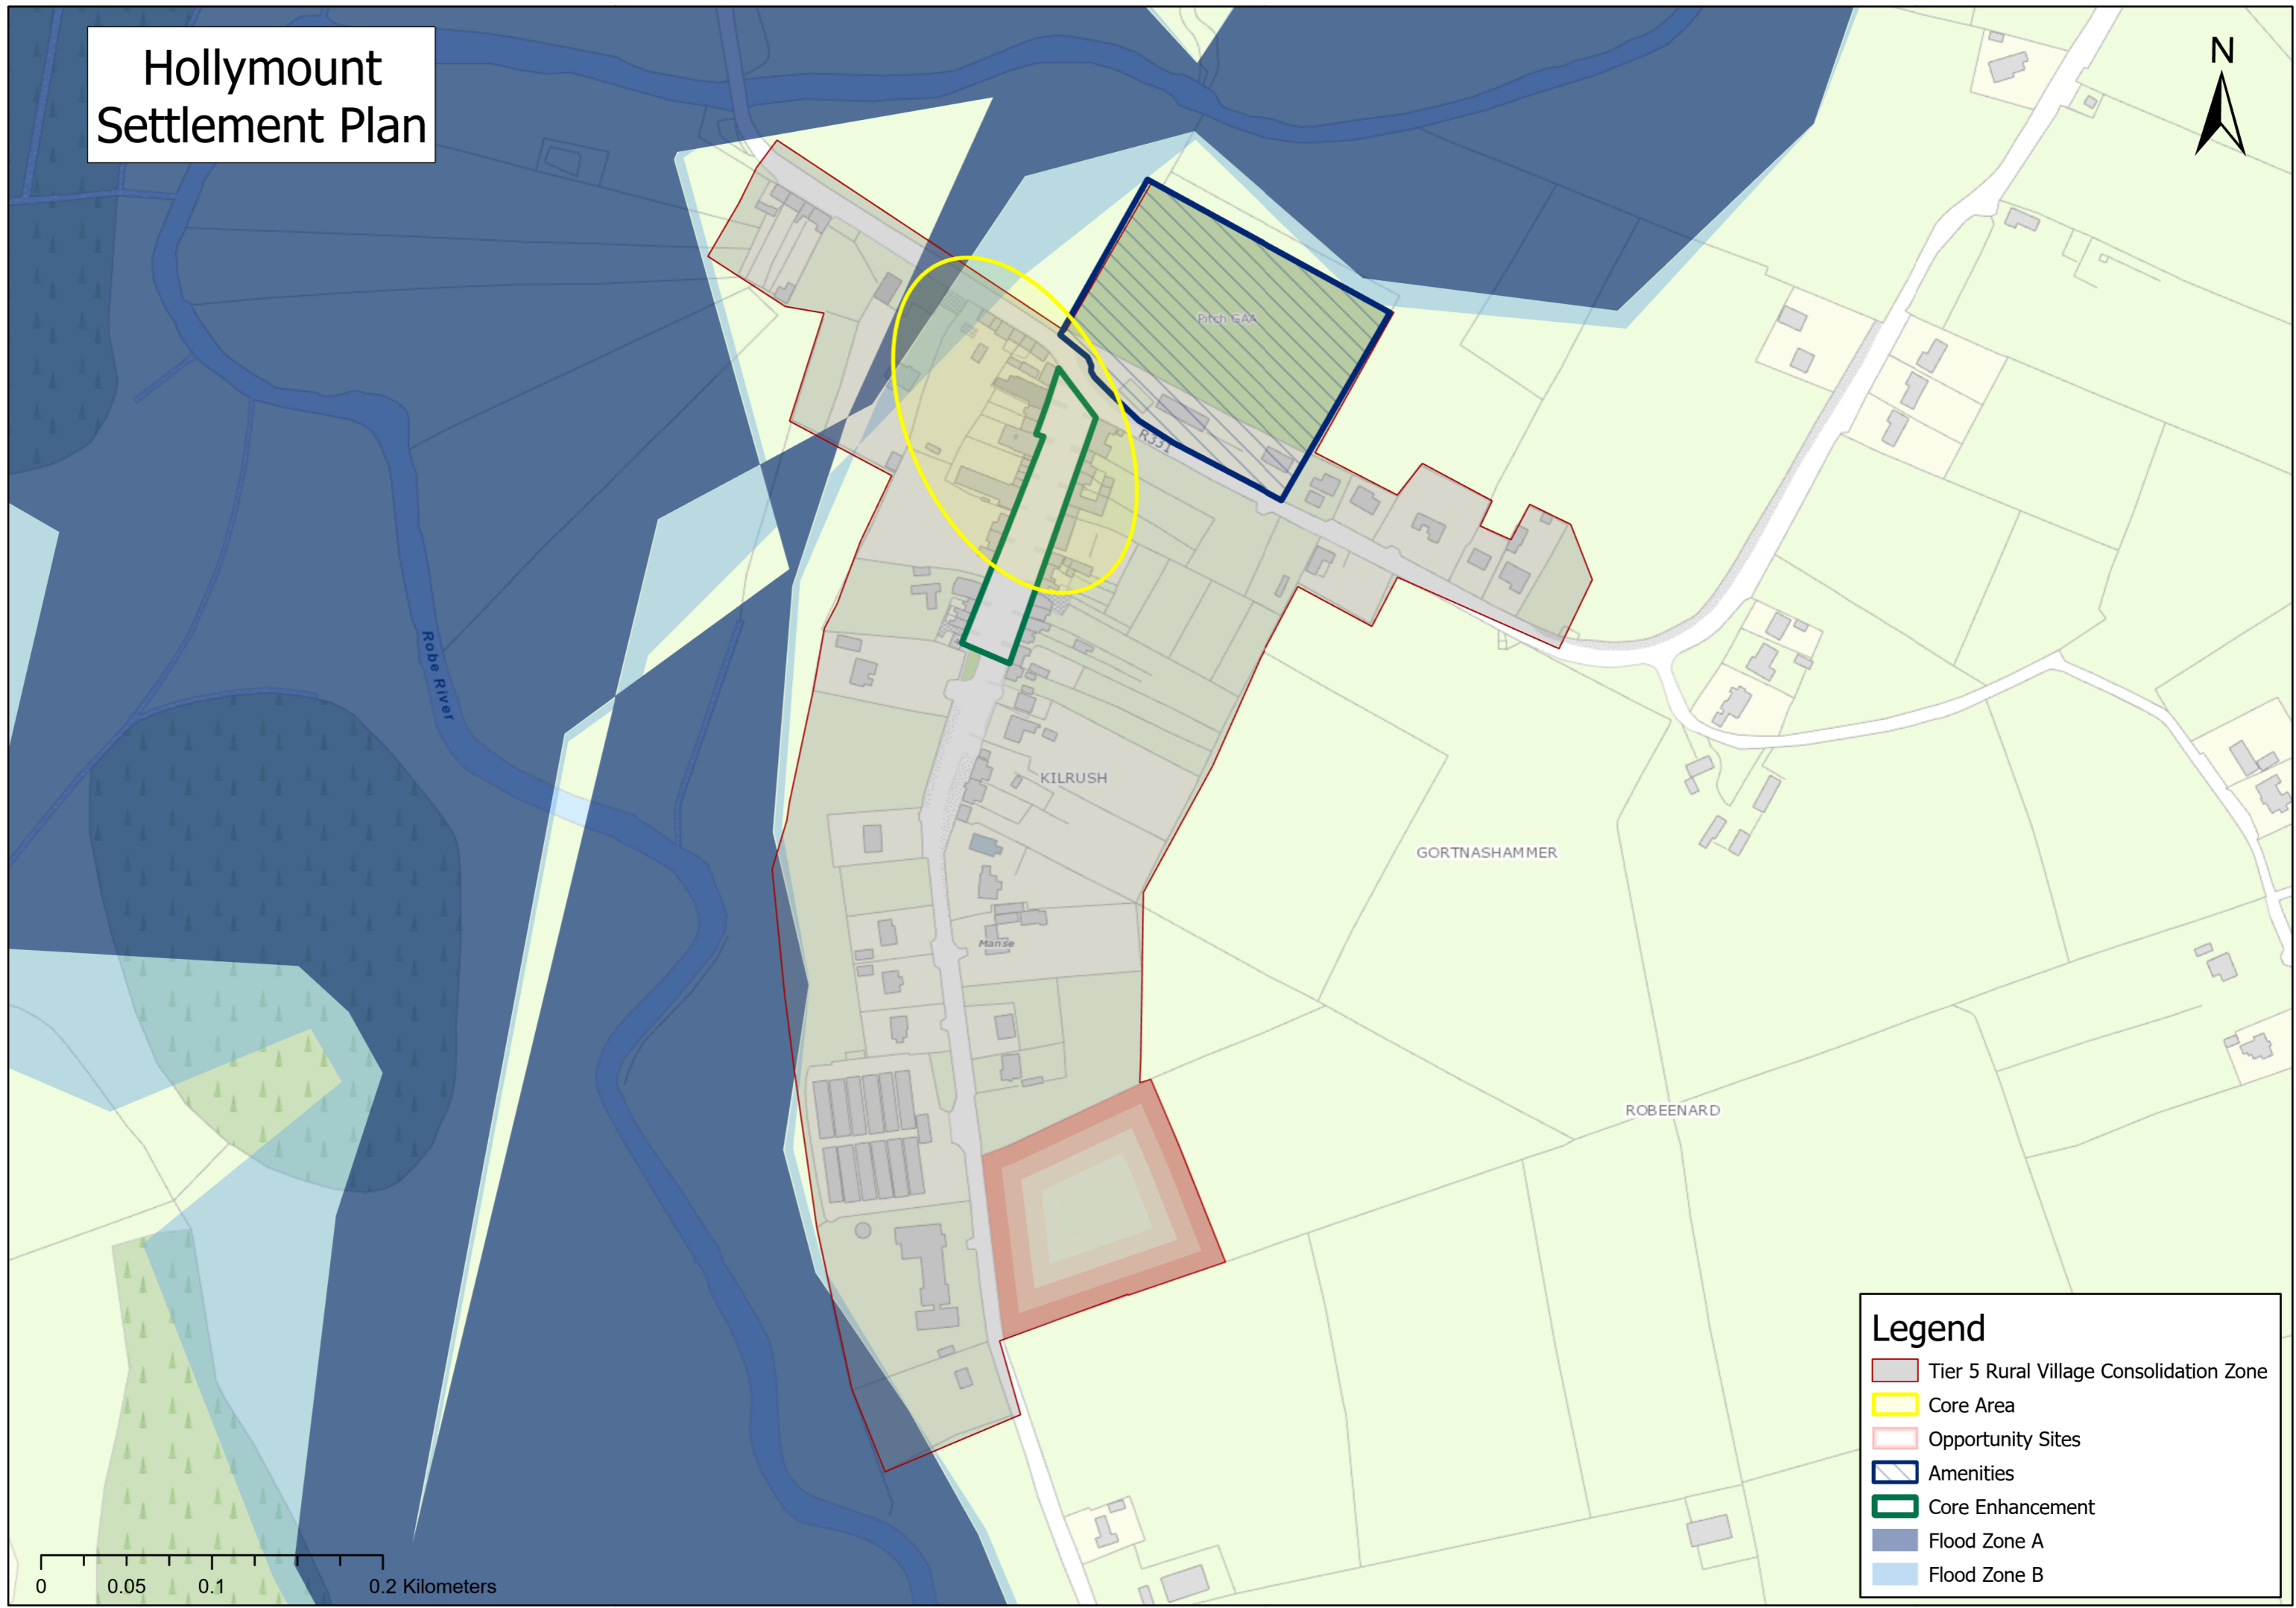 Hollymount
Settlement Plan
N
Pitch GAA
R331
Robe River
KILRUSH
GORTNASHAMMER
Manse
ROBEENARD
Legend
Tier 5 Rural Village Consolidation Zone
Core Area
Opportunity Sites
Amenities
Core Enhancement
Flood Zone A
Flood Zone B
0 0.05 0.1 0.2 Kilometers